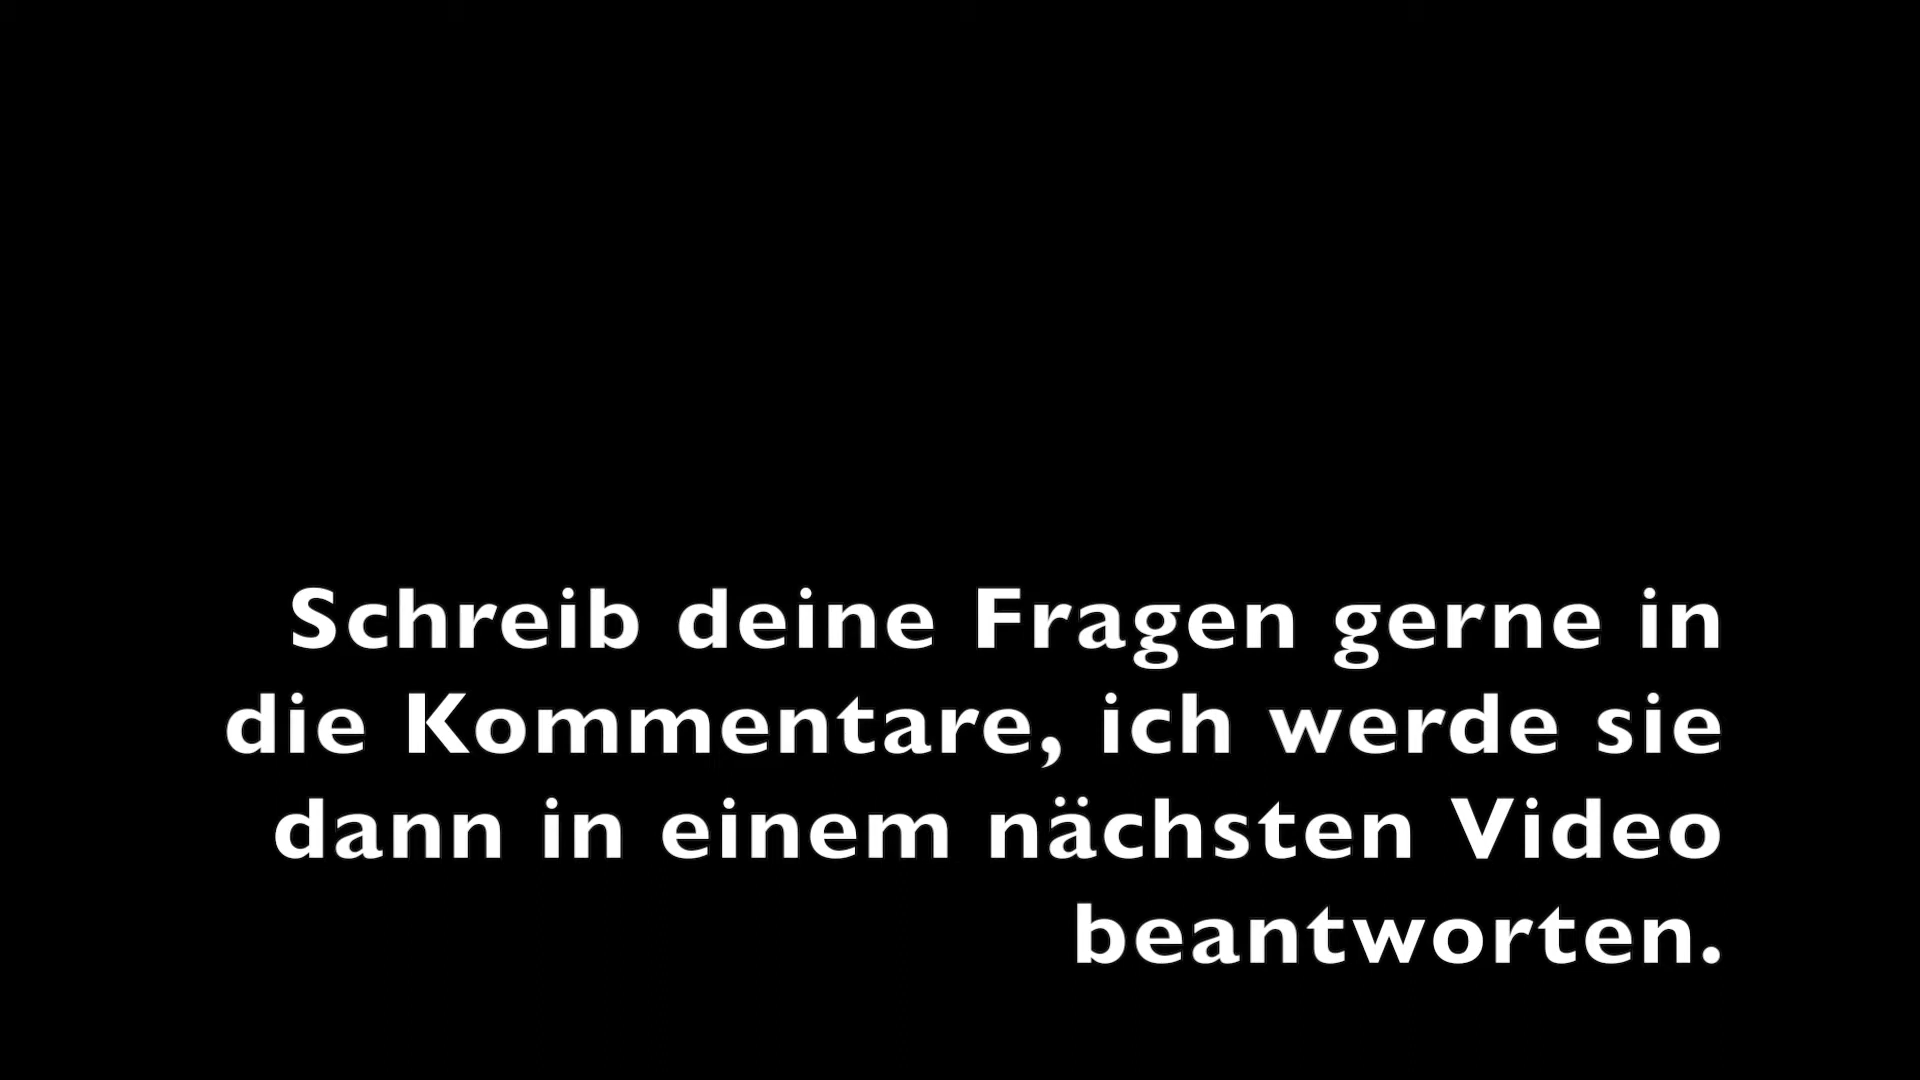 Schreib deine Fragen gerne in
die Kommentare, ich werde sie
dann in einem nächsten Video
beantworten.